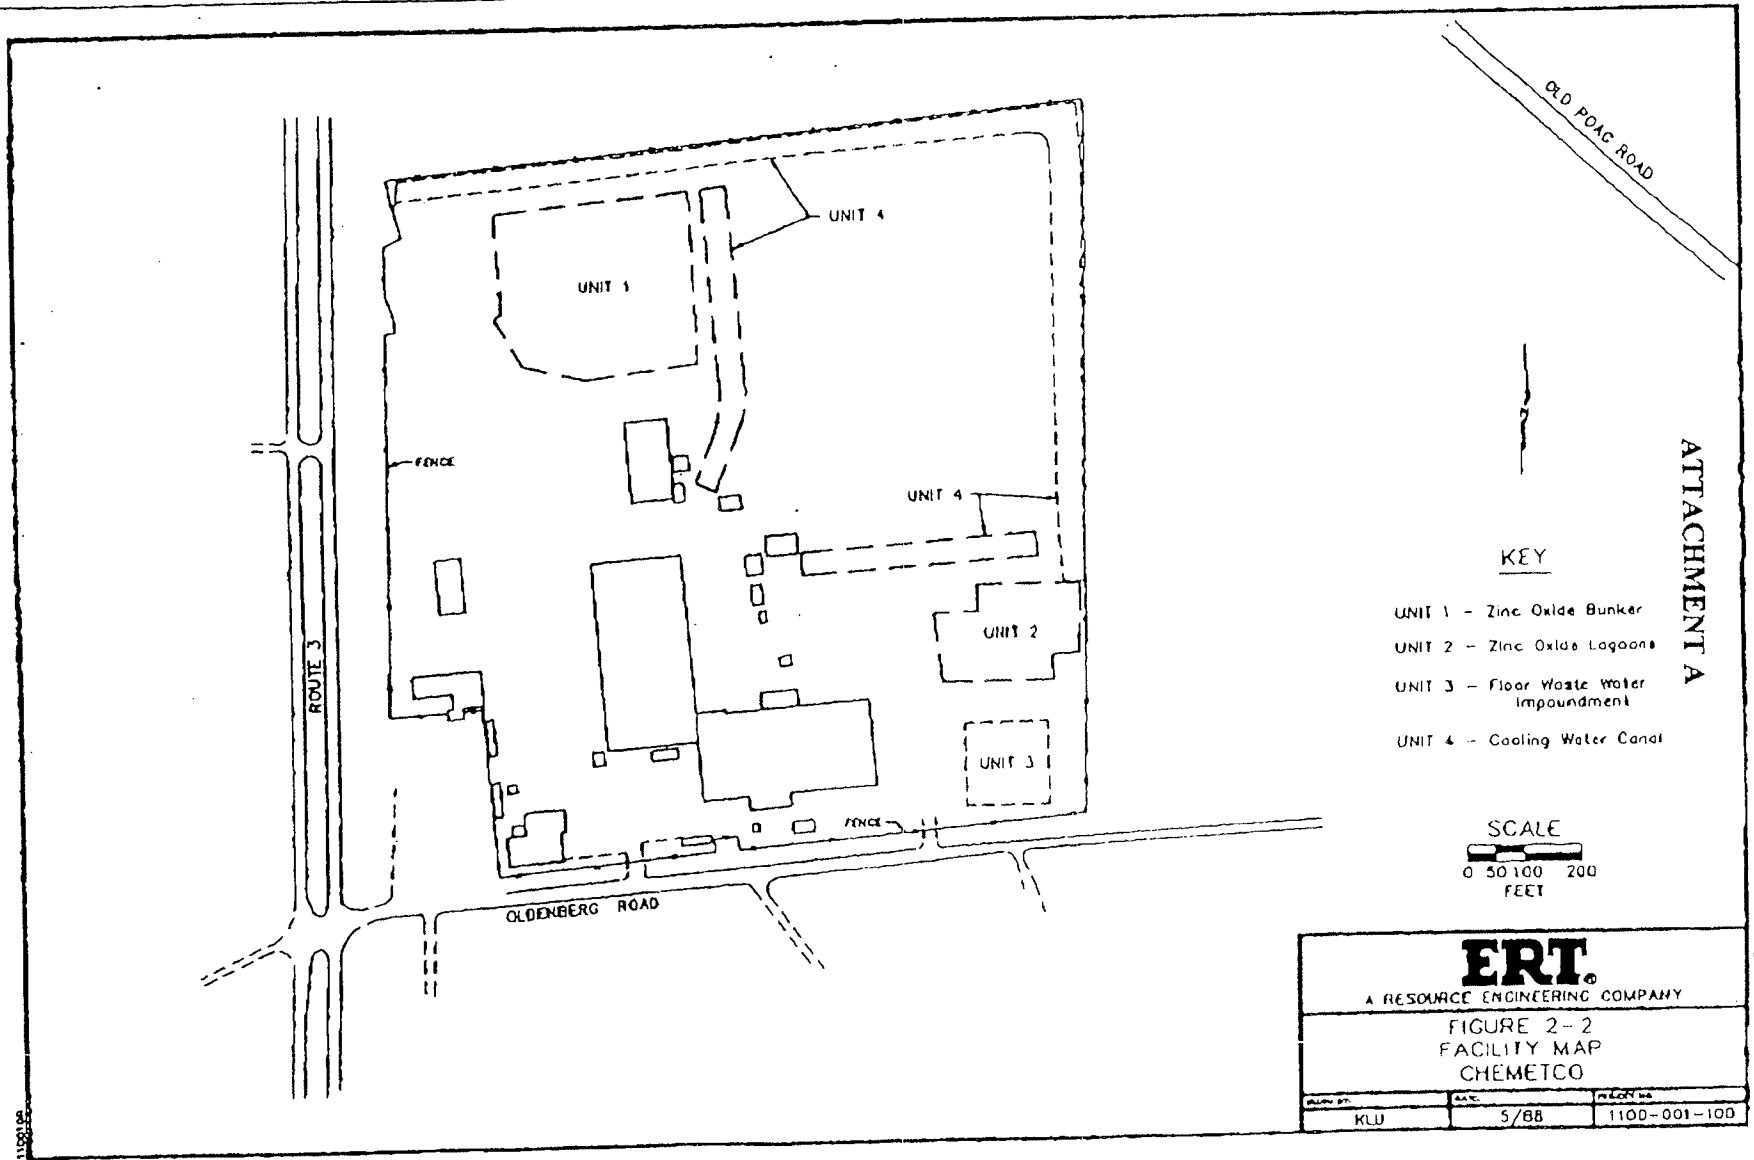 OLD POAG ROAD
UNIT 4
UNIT 1
FENCE
UNIT 4
ATTACHMENT A
KEY
UNIT 1 - Zinc Oxide Bunker
UNIT 2 - Zinc Oxide Lagoons
UNIT 3 - Floor Waste Water
Impoundment
UNIT 4 - Cooling Water Canal
UNIT 2
ROUTE 3
UNIT 3
FENCE
SCALE
0 50 100 200
FEET
OLDENBERG ROAD
ERT®
A RESOURCE ENGINEERING COMPANY
FIGURE 2-2
FACILITY MAP
CHEMETCO
DATE
KLU 5/88 1100-001-100